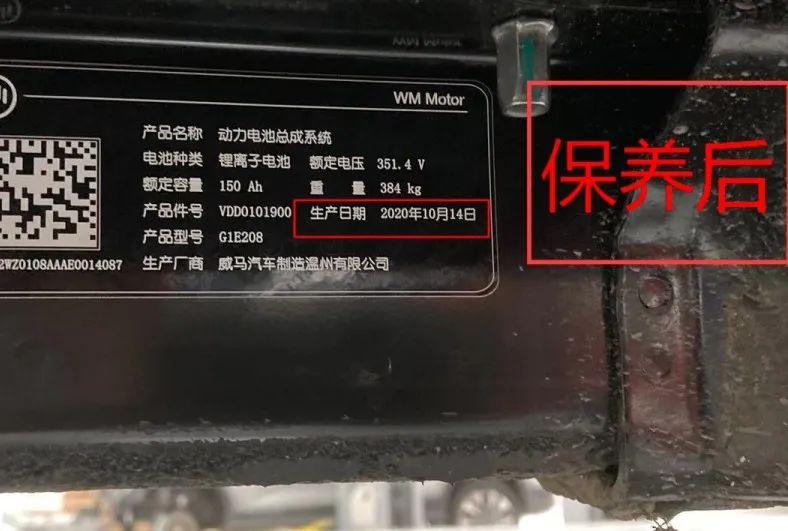 WM Motor
产品名称 动力电池总成系统
电池种类 锂离子电池 额定电压 351.4 V
额定容量 150 Ah 重 量 384 kg
产品件号 VDD0101900 生产日期 2020年10月14日
产品型号 G1E208
2WZ0108AAAE0014087 生产厂商 威马汽车制造温州有限公司
保养后